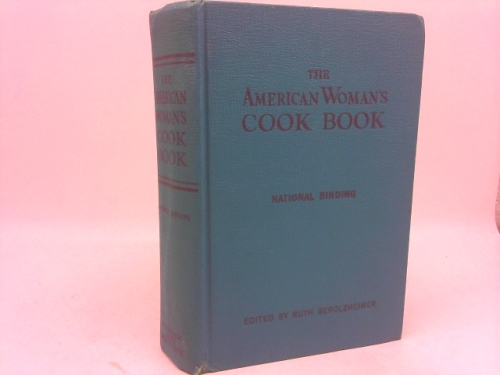 THE
AMERICAN
WOMAN'S
COOK
BOOK
THE
AMERICAN WOMAN'S
COOK BOOK
NATIONAL BINDING
EDITED BY RUTH BEROLZHEIMER